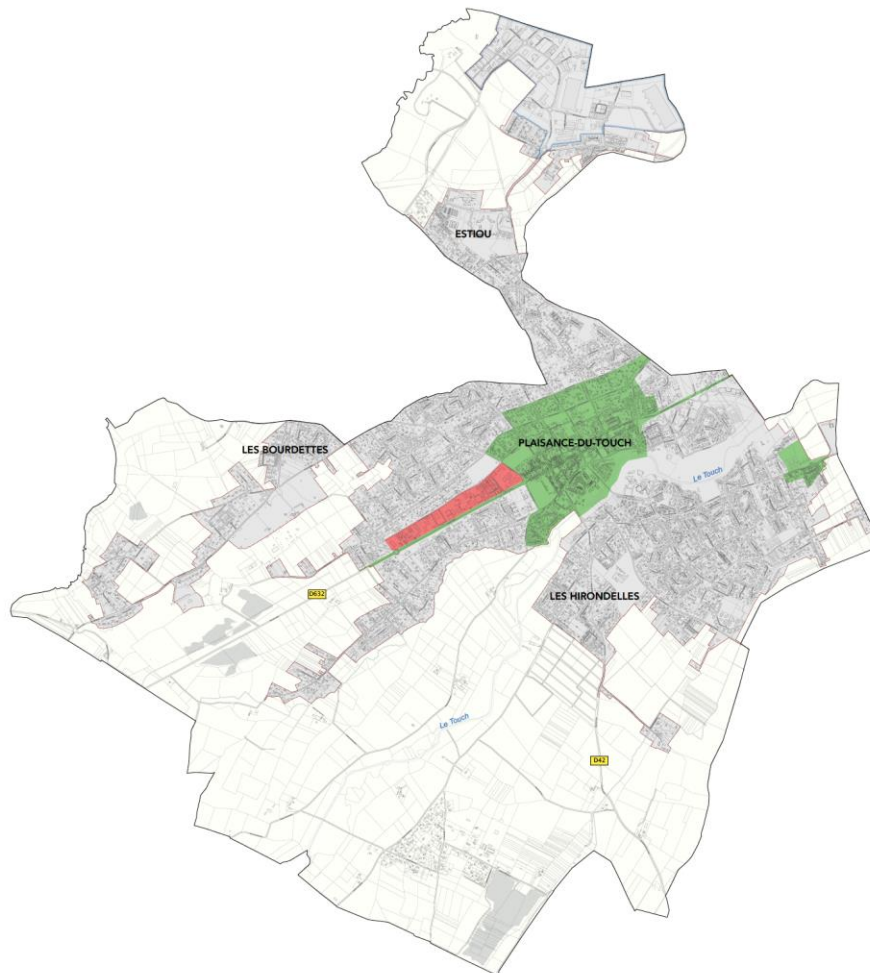 ESTIOU
PLAISANCE-DU-TOUCH
LES BOURDETTES
Le Touch
D632
LES HIRONDELLES
Le Touch
D42